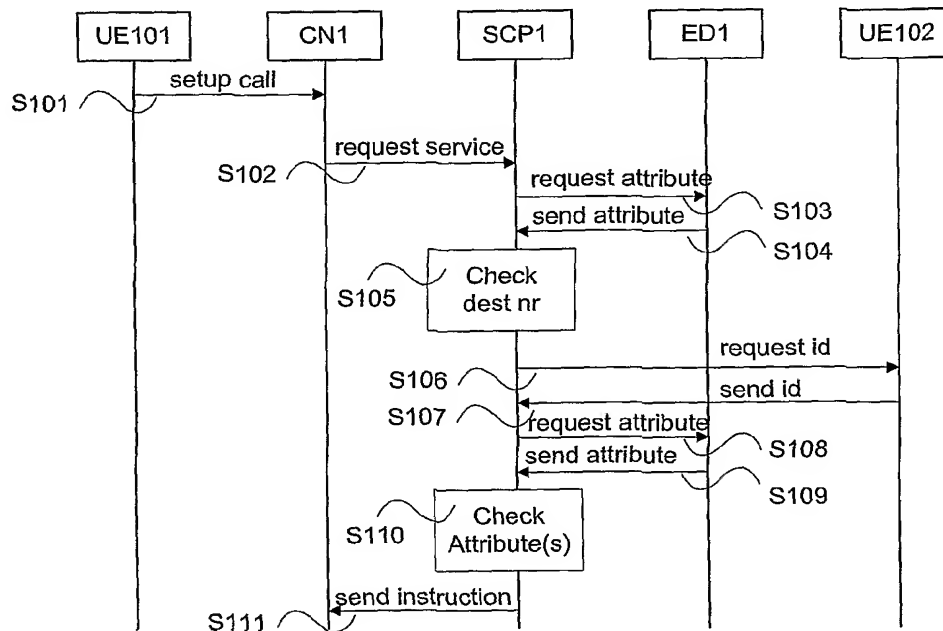 UE101 CN1 SCP1 ED1 UE102
setup call
S101
request service
S102
request attribute
S103
send attribute
S104
Check
dest nr
S105
request id
S106
send id
S107
request attribute
S108
send attribute
S109
Check
Attribute(s)
S110
send instruction
S111